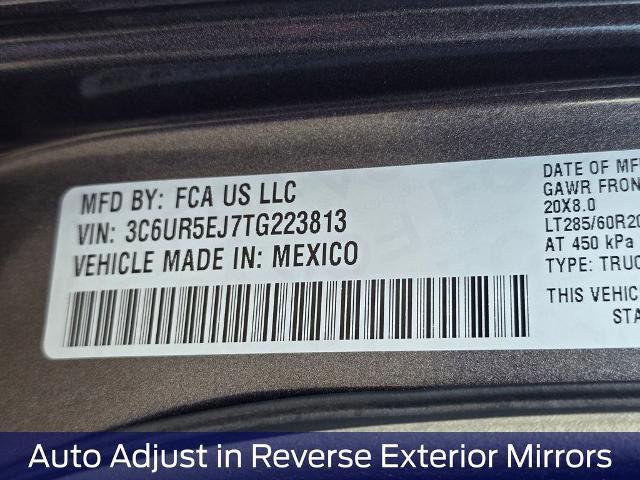 MFD BY: FCA US LLC
VIN: 3C6UR5EJ7TG223813
VEHICLE MADE IN: MEXICO
DATE OF
GAWR FRON
20X8.0
LT285/60R20
AT 450 kPa
TYPE: TRUC
THIS VEHIC
STA
Auto Adjust in Reverse Exterior Mirrors